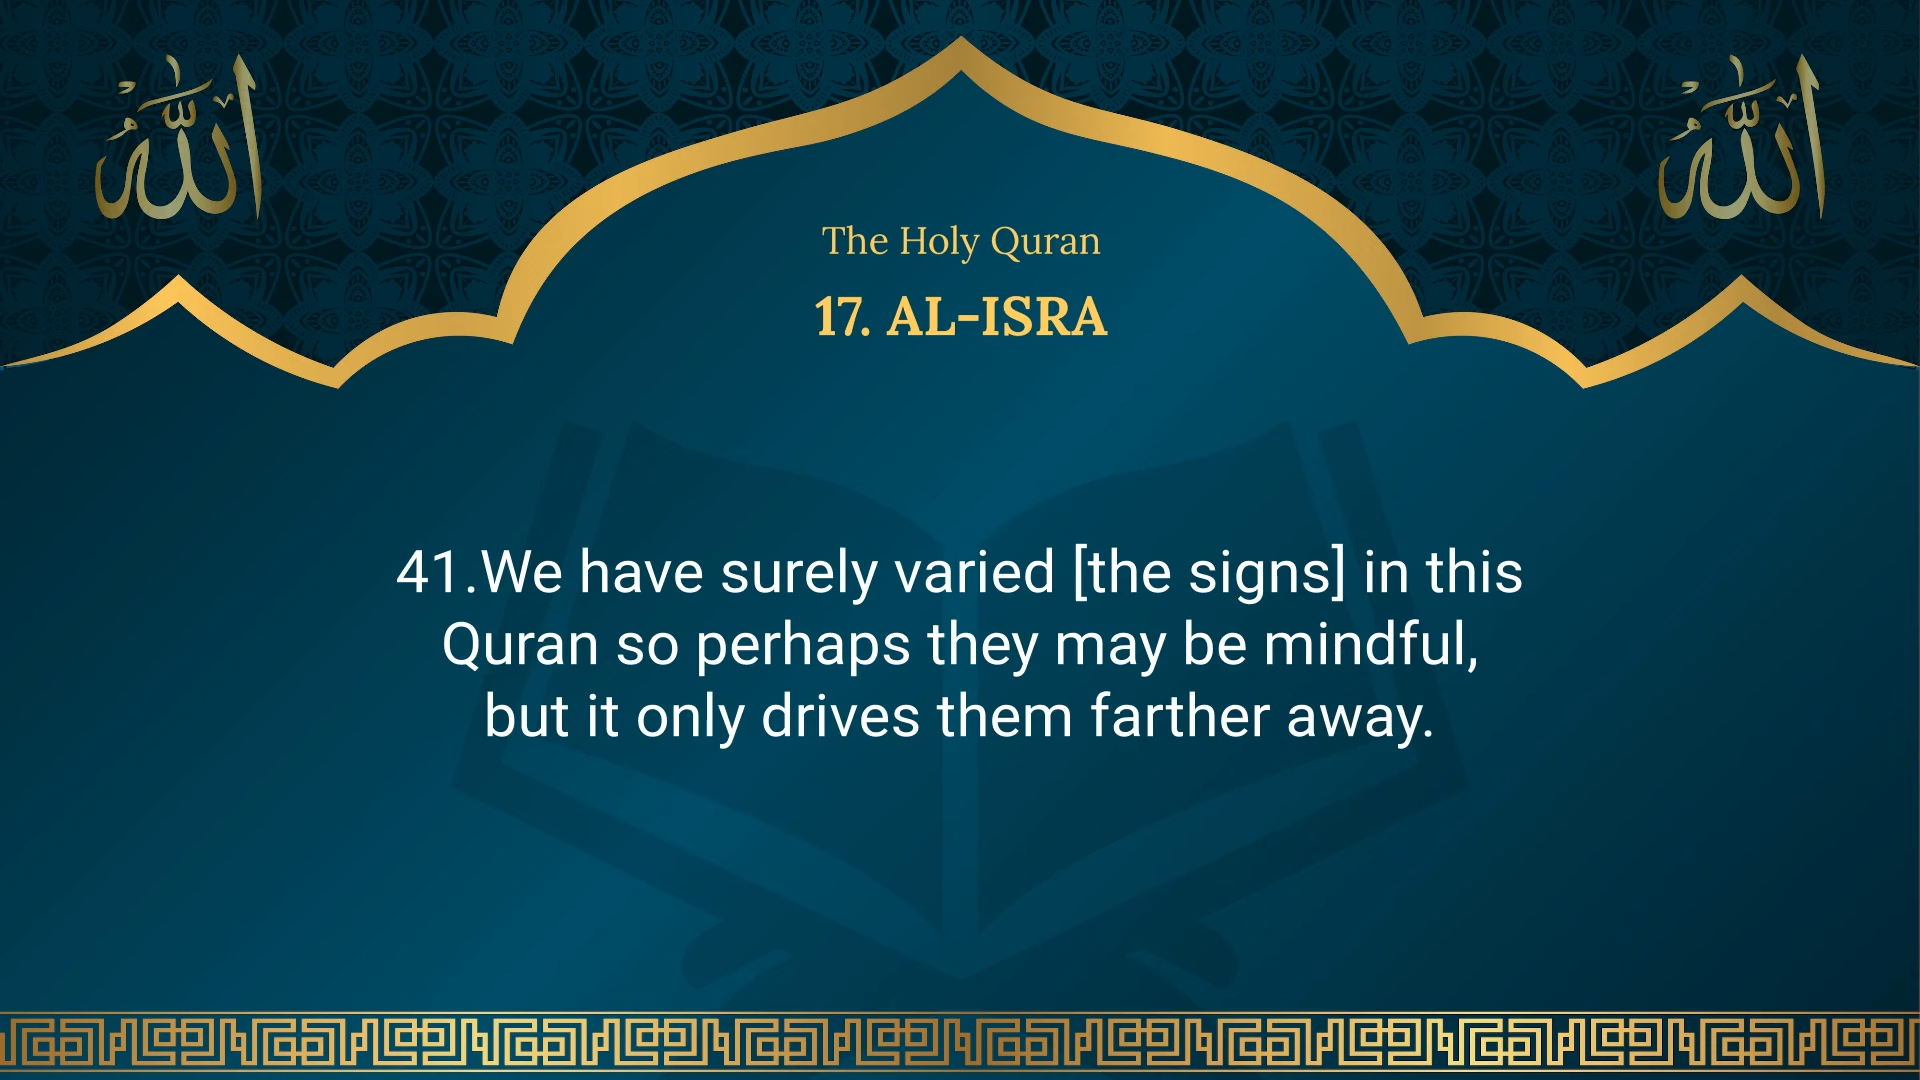 الله
الله
The Holy Quran
17. AL-ISRA
41.We have surely varied [the signs] in this
Quran so perhaps they may be mindful,
but it only drives them farther away.